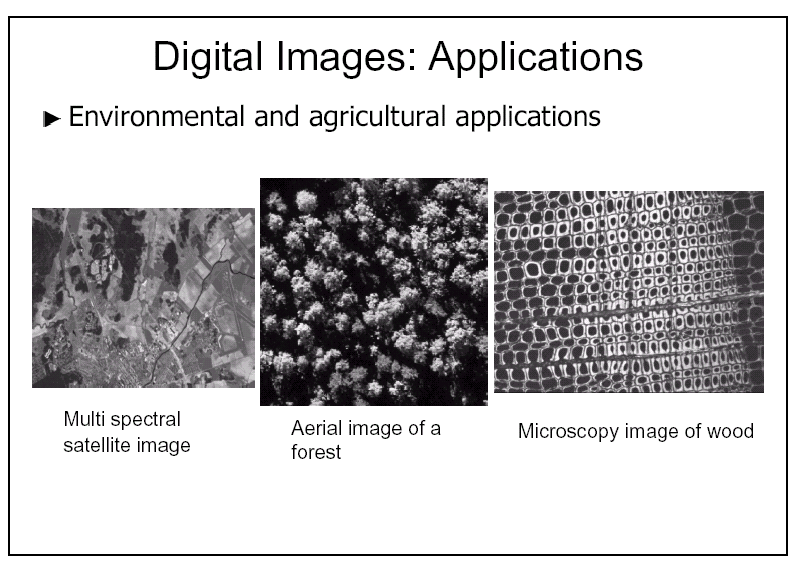 Digital Images: Applications
► Environmental and agricultural applications
Multi spectral
satellite image
Aerial image of a
forest
Microscopy image of wood